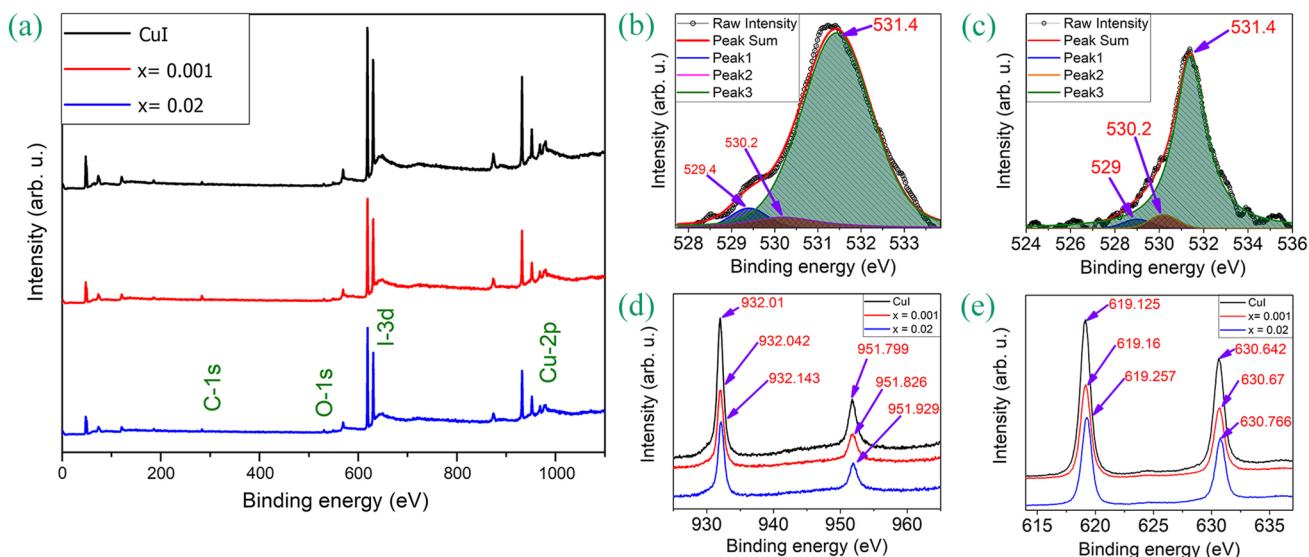 (a)
CuI
x= 0.001
x= 0.02
Intensity (arb. u.)
C-1s
O-1s
I-3d
Cu-2p
0 200 400 600 800 1000
Binding energy (eV)
(b)
Raw Intensity
Peak Sum
Peak1
Peak2
Peak3
531.4
530.2
529.4
Intensity (arb. u.)
528 529 530 531 532 533
Binding energy (eV)
(c)
Raw Intensity
Peak Sum
Peak1
Peak2
Peak3
531.4
530.2
529
Intensity (arb. u.)
524 526 528 530 532 534 536
Binding energy (eV)
(d)
CuI
x = 0.001
x = 0.02
932.01
932.042
932.143
951.799
951.826
951.929
Intensity (arb. u.)
930 940 950 960
Binding energy (eV)
(e)
CuI
x = 0.001
x = 0.02
619.125
619.16
619.257
630.642
630.67
630.766
Intensity (arb. u.)
615 620 625 630 635
Binding energy (eV)